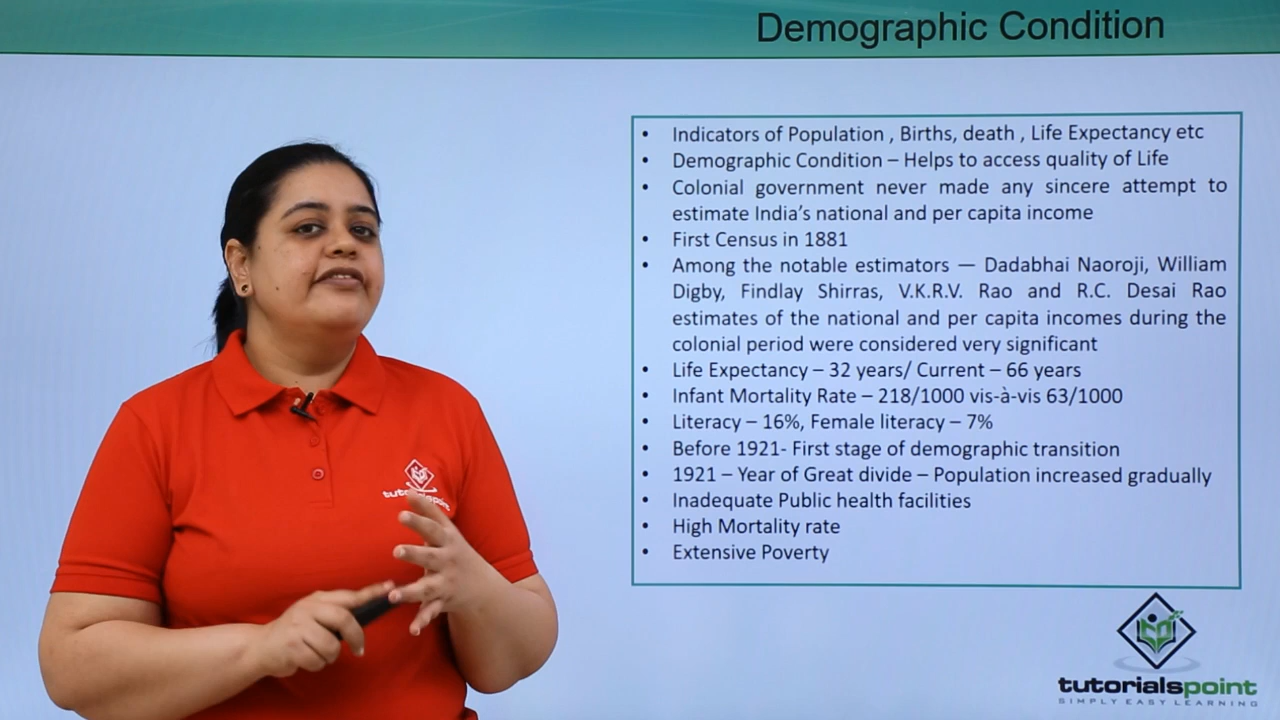 Demographic Condition
• Indicators of Population , Births, death , Life Expectancy etc
• Demographic Condition – Helps to access quality of Life
• Colonial government never made any sincere attempt to
estimate India's national and per capita income
• First Census in 1881
• Among the notable estimators — Dadabhai Naoroji, William
Digby, Findlay Shirras, V.K.R.V. Rao and R.C. Desai Rao
estimates of the national and per capita incomes during the
colonial period were considered very significant
• Life Expectancy – 32 years/ Current – 66 years
• Infant Mortality Rate – 218/1000 vis-à-vis 63/1000
• Literacy – 16%, Female literacy – 7%
• Before 1921- First stage of demographic transition
• 1921 – Year of Great divide – Population increased gradually
• Inadequate Public health facilities
• High Mortality rate
• Extensive Poverty
tutorialspoint
tutorialspoint
SIMPLY EASY LEARNING